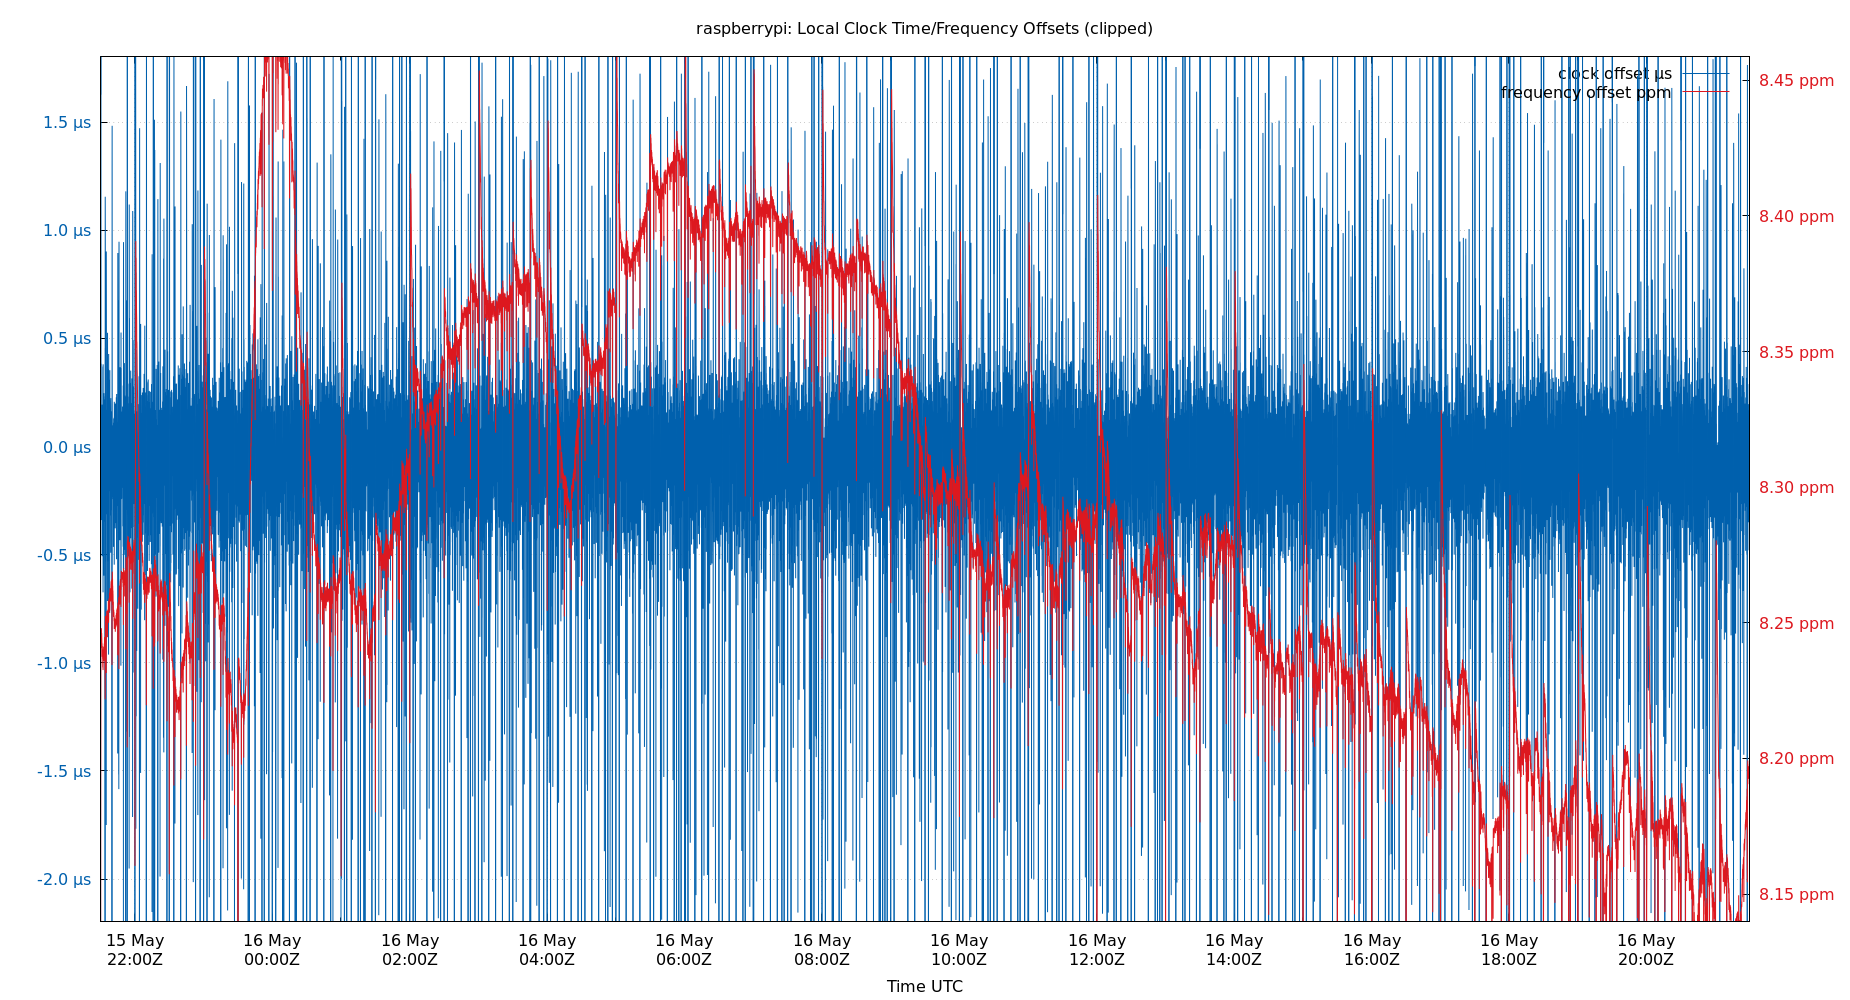 raspberrypi: Local Clock Time/Frequency Offsets (clipped)
clock offset µs
frequency offset ppm
1.5 µs
1.0 µs
0.5 µs
0.0 µs
-0.5 µs
-1.0 µs
-1.5 µs
-2.0 µs
8.45 ppm
8.40 ppm
8.35 ppm
8.30 ppm
8.25 ppm
8.20 ppm
8.15 ppm
15 May 16 May 16 May 16 May 16 May 16 May 16 May 16 May 16 May 16 May 16 May 16 May
22:00Z 00:00Z 02:00Z 04:00Z 06:00Z 08:00Z 10:00Z 12:00Z 14:00Z 16:00Z 18:00Z 20:00Z
Time UTC